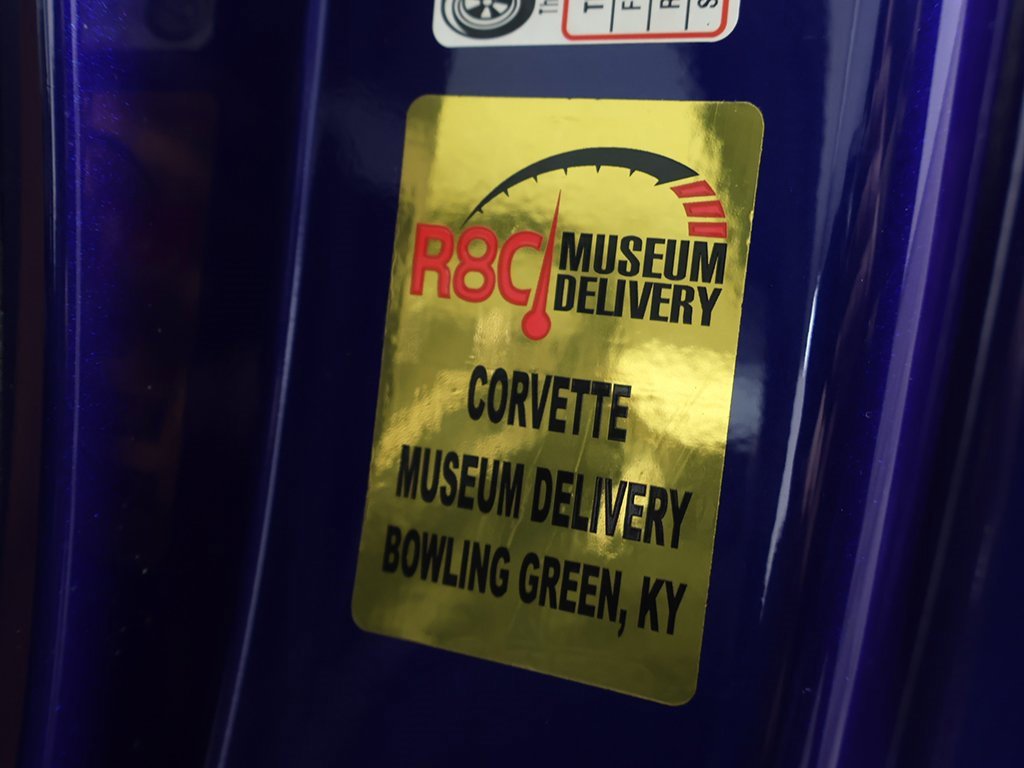 R8C MUSEUM
DELIVERY
CORVETTE
MUSEUM DELIVERY
BOWLING GREEN, KY